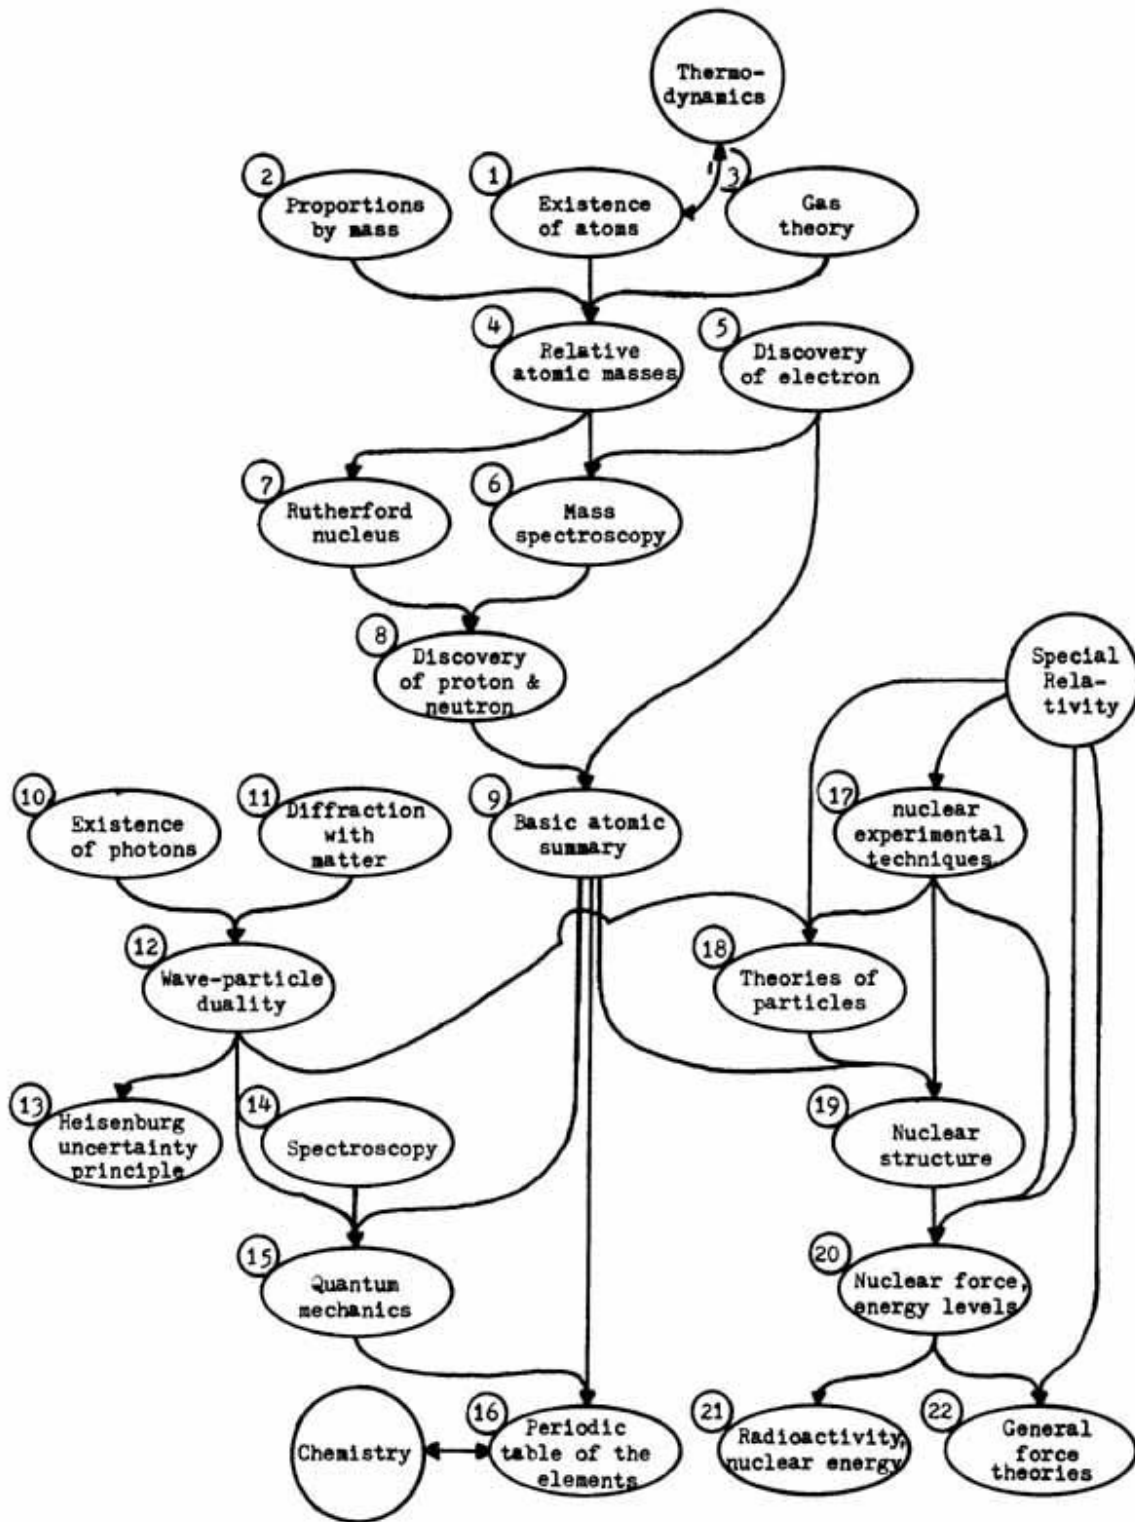 Thermo-
dynamics
2
Proportions
by mass
1
Existence
of atoms
3
Gas
theory
4
Relative
atomic masses
5
Discovery
of electron
7
Rutherford
nucleus
6
Mass
spectroscopy
8
Discovery
of proton &
neutron
Special
Rela-
tivity
10
Existence
of photons
11
Diffraction
with
matter
9
Basic atomic
summary
17
nuclear
experimental
techniques
12
Wave-particle
duality
18
Theories of
particles
13
Heisenburg
uncertainty
principle
14
Spectroscopy
19
Nuclear
structure
15
Quantum
mechanics
20
Nuclear force,
energy levels
Chemistry
16
Periodic
table of the
elements
21
Radioactivity,
nuclear energy
22
General
force
theories